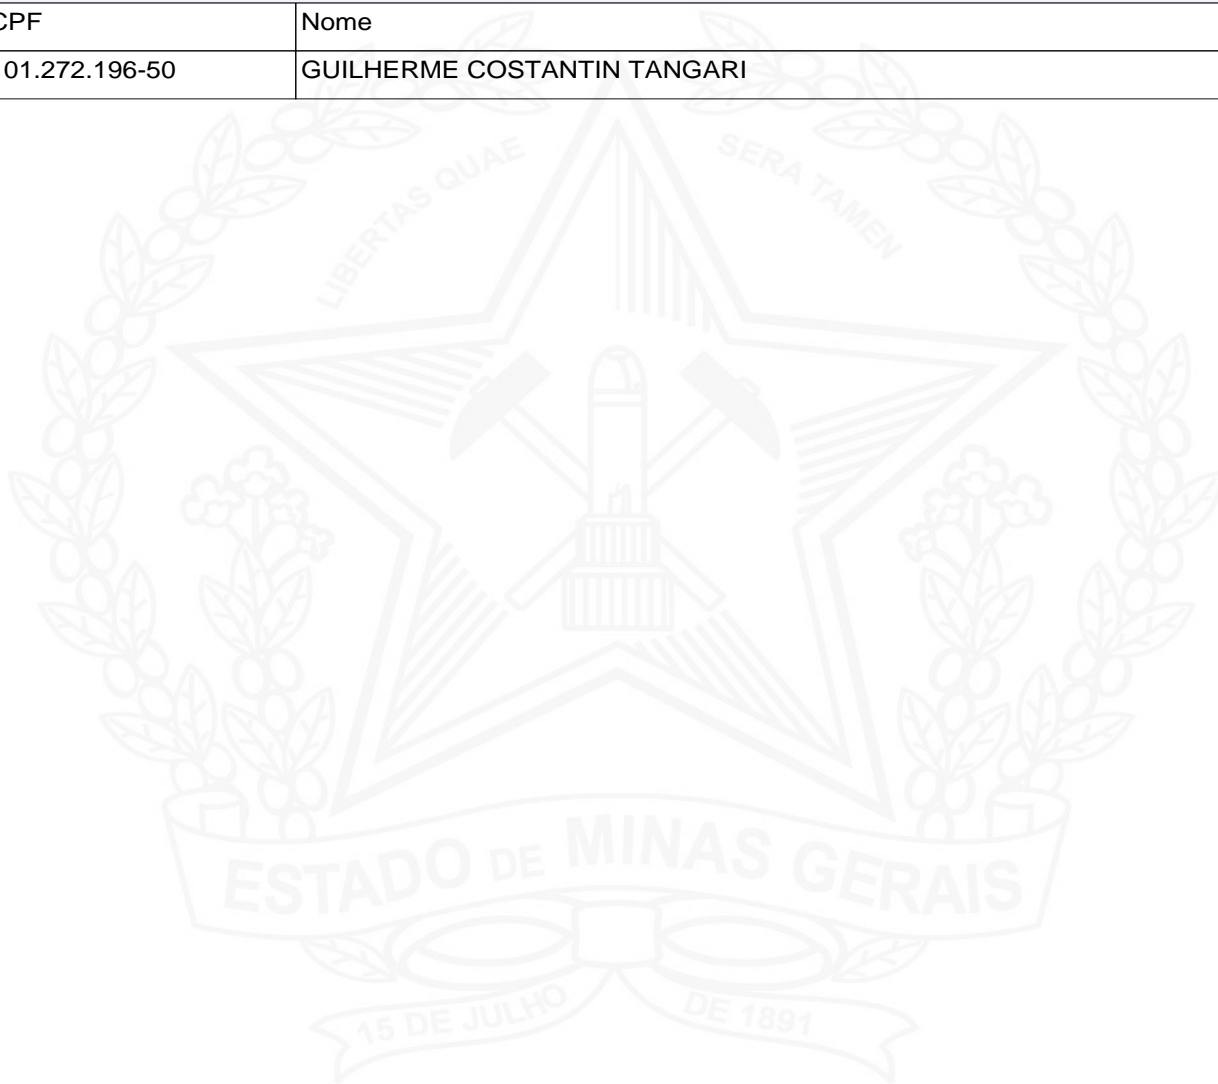 CPF Nome
01.272.196-50 GUILHERME COSTANTIN TANGARI
LIBERTAS QUAE SERA TAMEN
ESTADO DE MINAS GERAIS
15 DE JULHO DE 1891